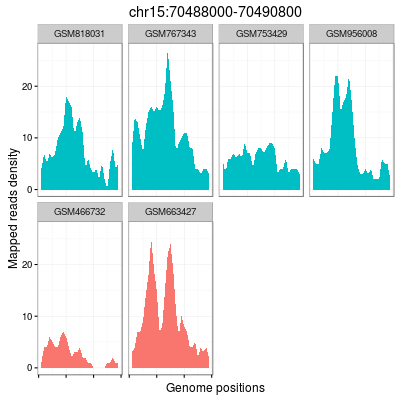 chr15:70488000-70490800
GSM818031 GSM767343 GSM753429 GSM956008
20
10
0
GSM466732 GSM663427
20
10
0
Mapped reads density
Genome positions